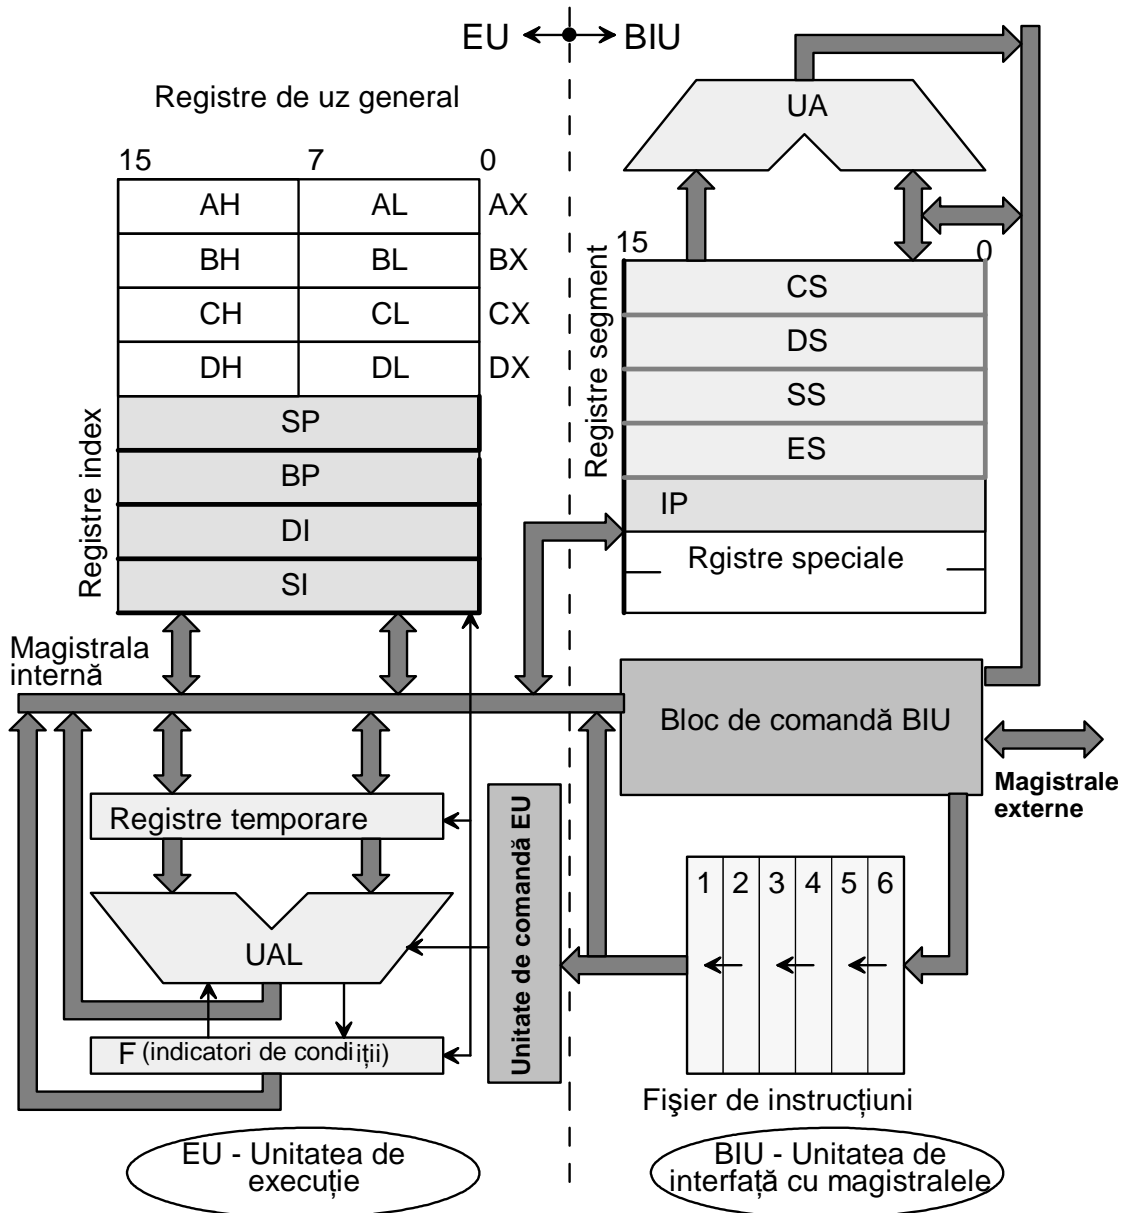 EU BIU
Registre de uz general
UA
15 7 0
AH AL AX
BH BL BX
CH CL CX
DH DL DX
SP
BP
DI
SI
Registre index
15 0
Registre segment
CS
DS
SS
ES
IP
Rgistre speciale
Magistrala
internă
Bloc de comandă BIU
Magistrale
externe
Registre temporare
Unitate de comandă EU
1 2 3 4 5 6
UAL
F (indicatori de condiiții)
Fişier de instrucțiuni
EU - Unitatea de
execuție
BIU - Unitatea de
interfață cu magistralele